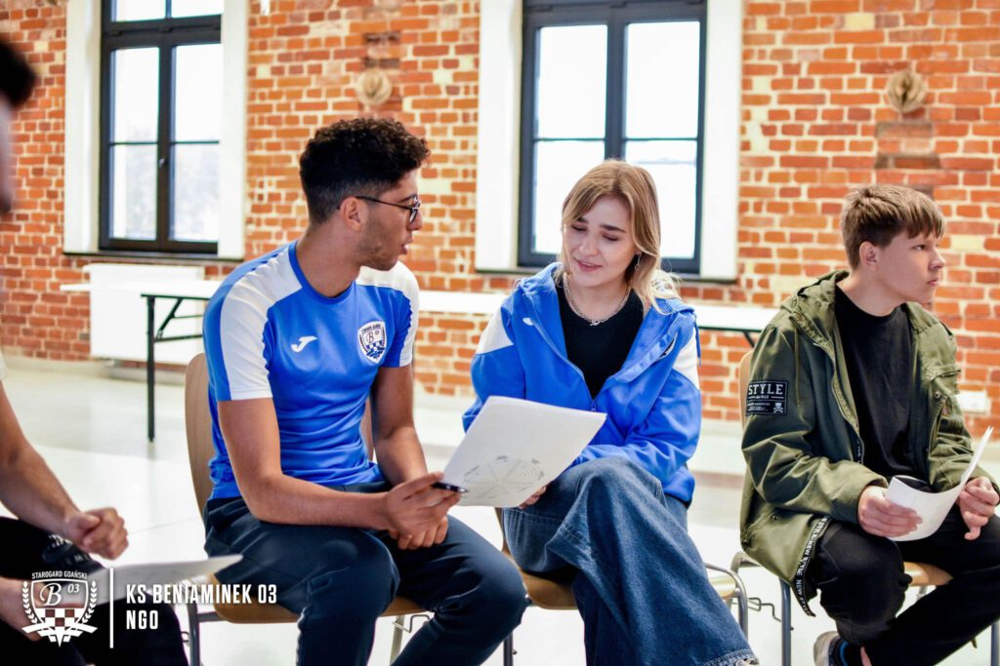 STYLE
STAROGARD GDAŃSKI
B 03
KS BENIAMINEK 03
NGO